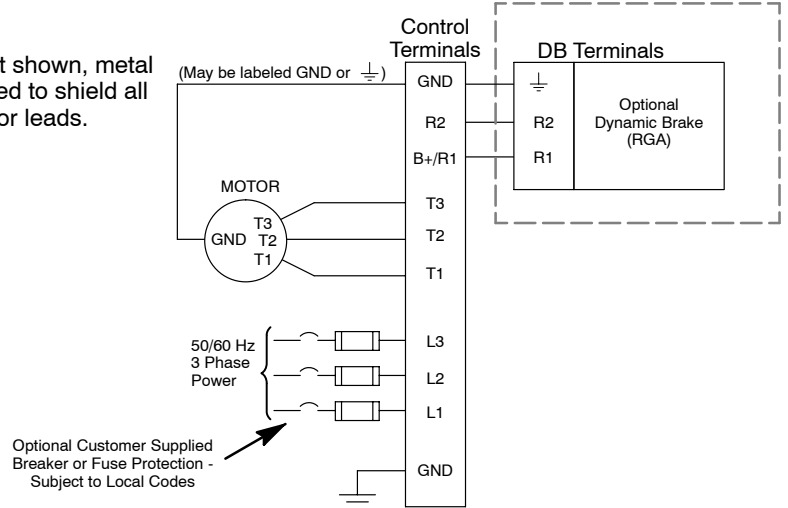 t shown, metal
ed to shield all
or leads.
Control
Terminals
DB Terminals
(May be labeled GND or ⏚)
GND
R2
B+/R1
T3
T2
T1
L3
L2
L1
GND
R2
R1
Optional
Dynamic Brake
(RGA)
MOTOR
GND
T3
T2
T1
50/60 Hz
3 Phase
Power
Optional Customer Supplied
Breaker or Fuse Protection -
Subject to Local Codes